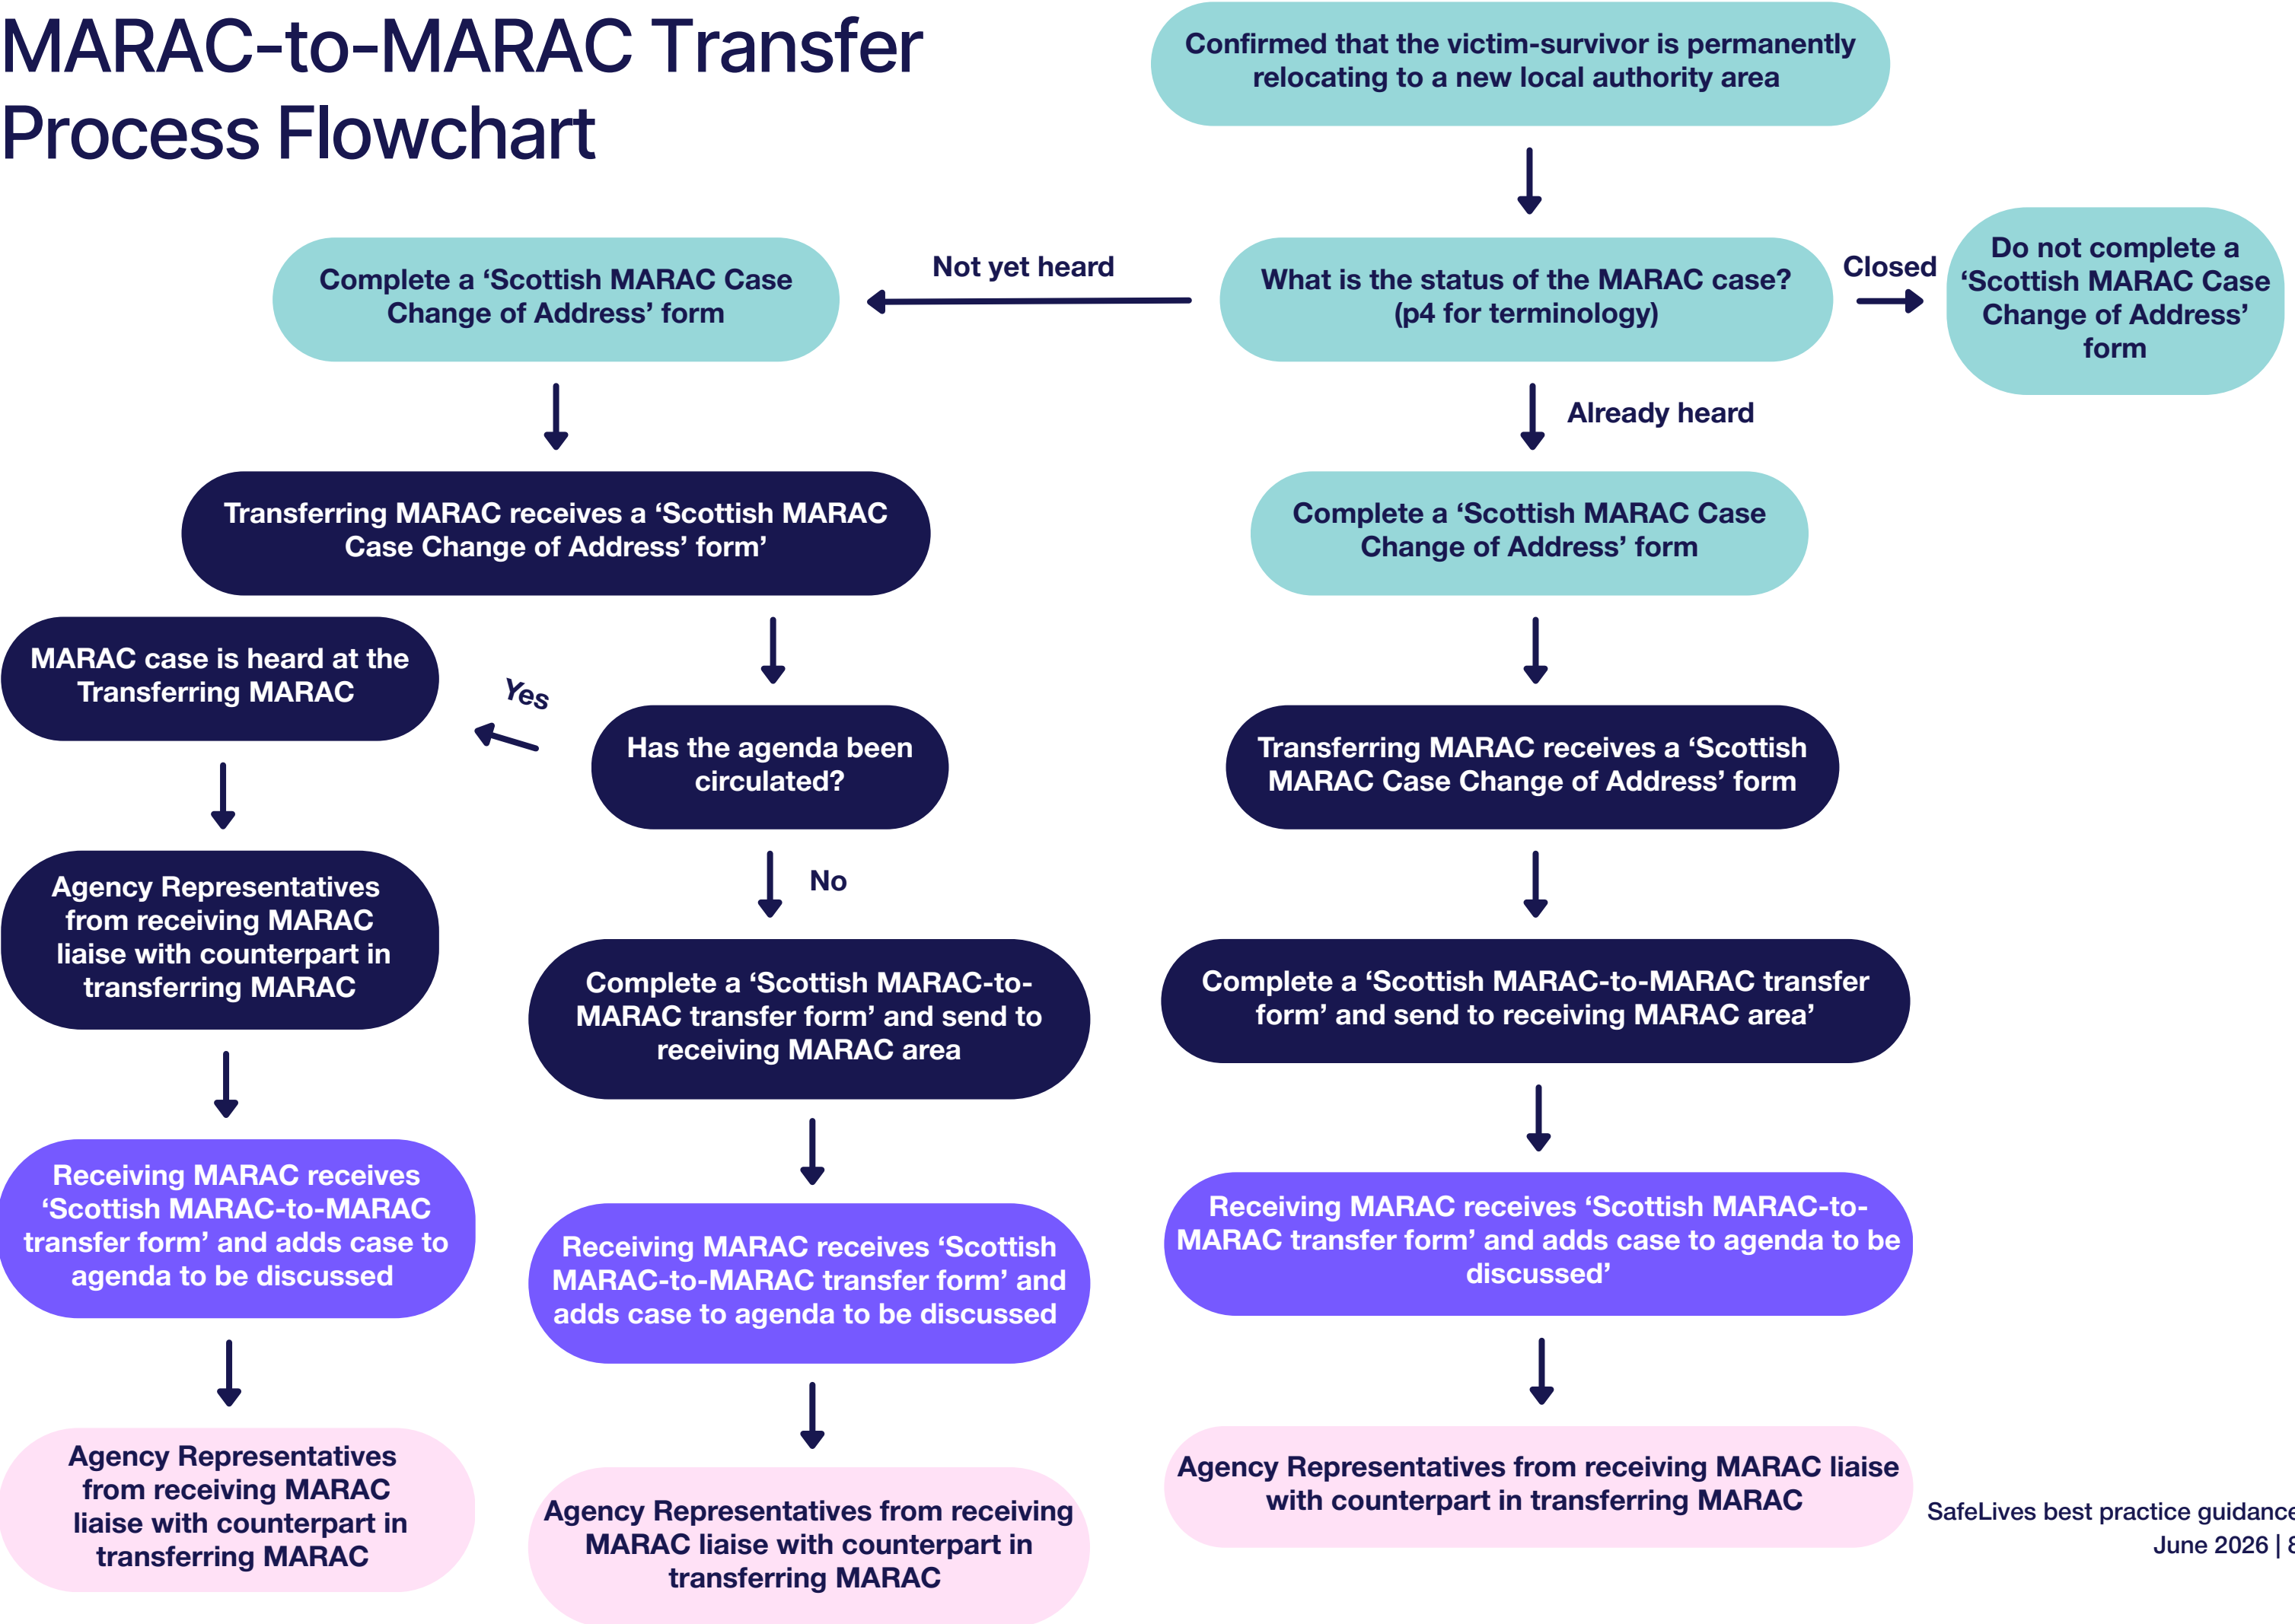 MARAC-to-MARAC Transfer
Process Flowchart
Confirmed that the victim-survivor is permanently
relocating to a new local authority area
Complete a ‘Scottish MARAC Case
Change of Address’ form
Not yet heard
What is the status of the MARAC case?
(p4 for terminology)
Closed
Do not complete a
‘Scottish MARAC Case
Change of Address’
form
Already heard
Transferring MARAC receives a ‘Scottish MARAC
Case Change of Address’ form’
Complete a ‘Scottish MARAC Case
Change of Address’ form
MARAC case is heard at the
Transferring MARAC
Yes
Has the agenda been
circulated?
Transferring MARAC receives a ‘Scottish
MARAC Case Change of Address’ form
Agency Representatives
from receiving MARAC
liaise with counterpart in
transferring MARAC
No
Complete a ‘Scottish MARAC-to-
MARAC transfer form’ and send to
receiving MARAC area
Complete a ‘Scottish MARAC-to-MARAC transfer
form’ and send to receiving MARAC area’
Receiving MARAC receives
‘Scottish MARAC-to-MARAC
transfer form’ and adds case to
agenda to be discussed
Receiving MARAC receives ‘Scottish
MARAC-to-MARAC transfer form’ and
adds case to agenda to be discussed
Receiving MARAC receives ‘Scottish MARAC-to-
MARAC transfer form’ and adds case to agenda to be
discussed’
Agency Representatives
from receiving MARAC
liaise with counterpart in
transferring MARAC
Agency Representatives from receiving
MARAC liaise with counterpart in
transferring MARAC
Agency Representatives from receiving MARAC liaise
with counterpart in transferring MARAC
SafeLives best practice guidance
June 2026 | 8